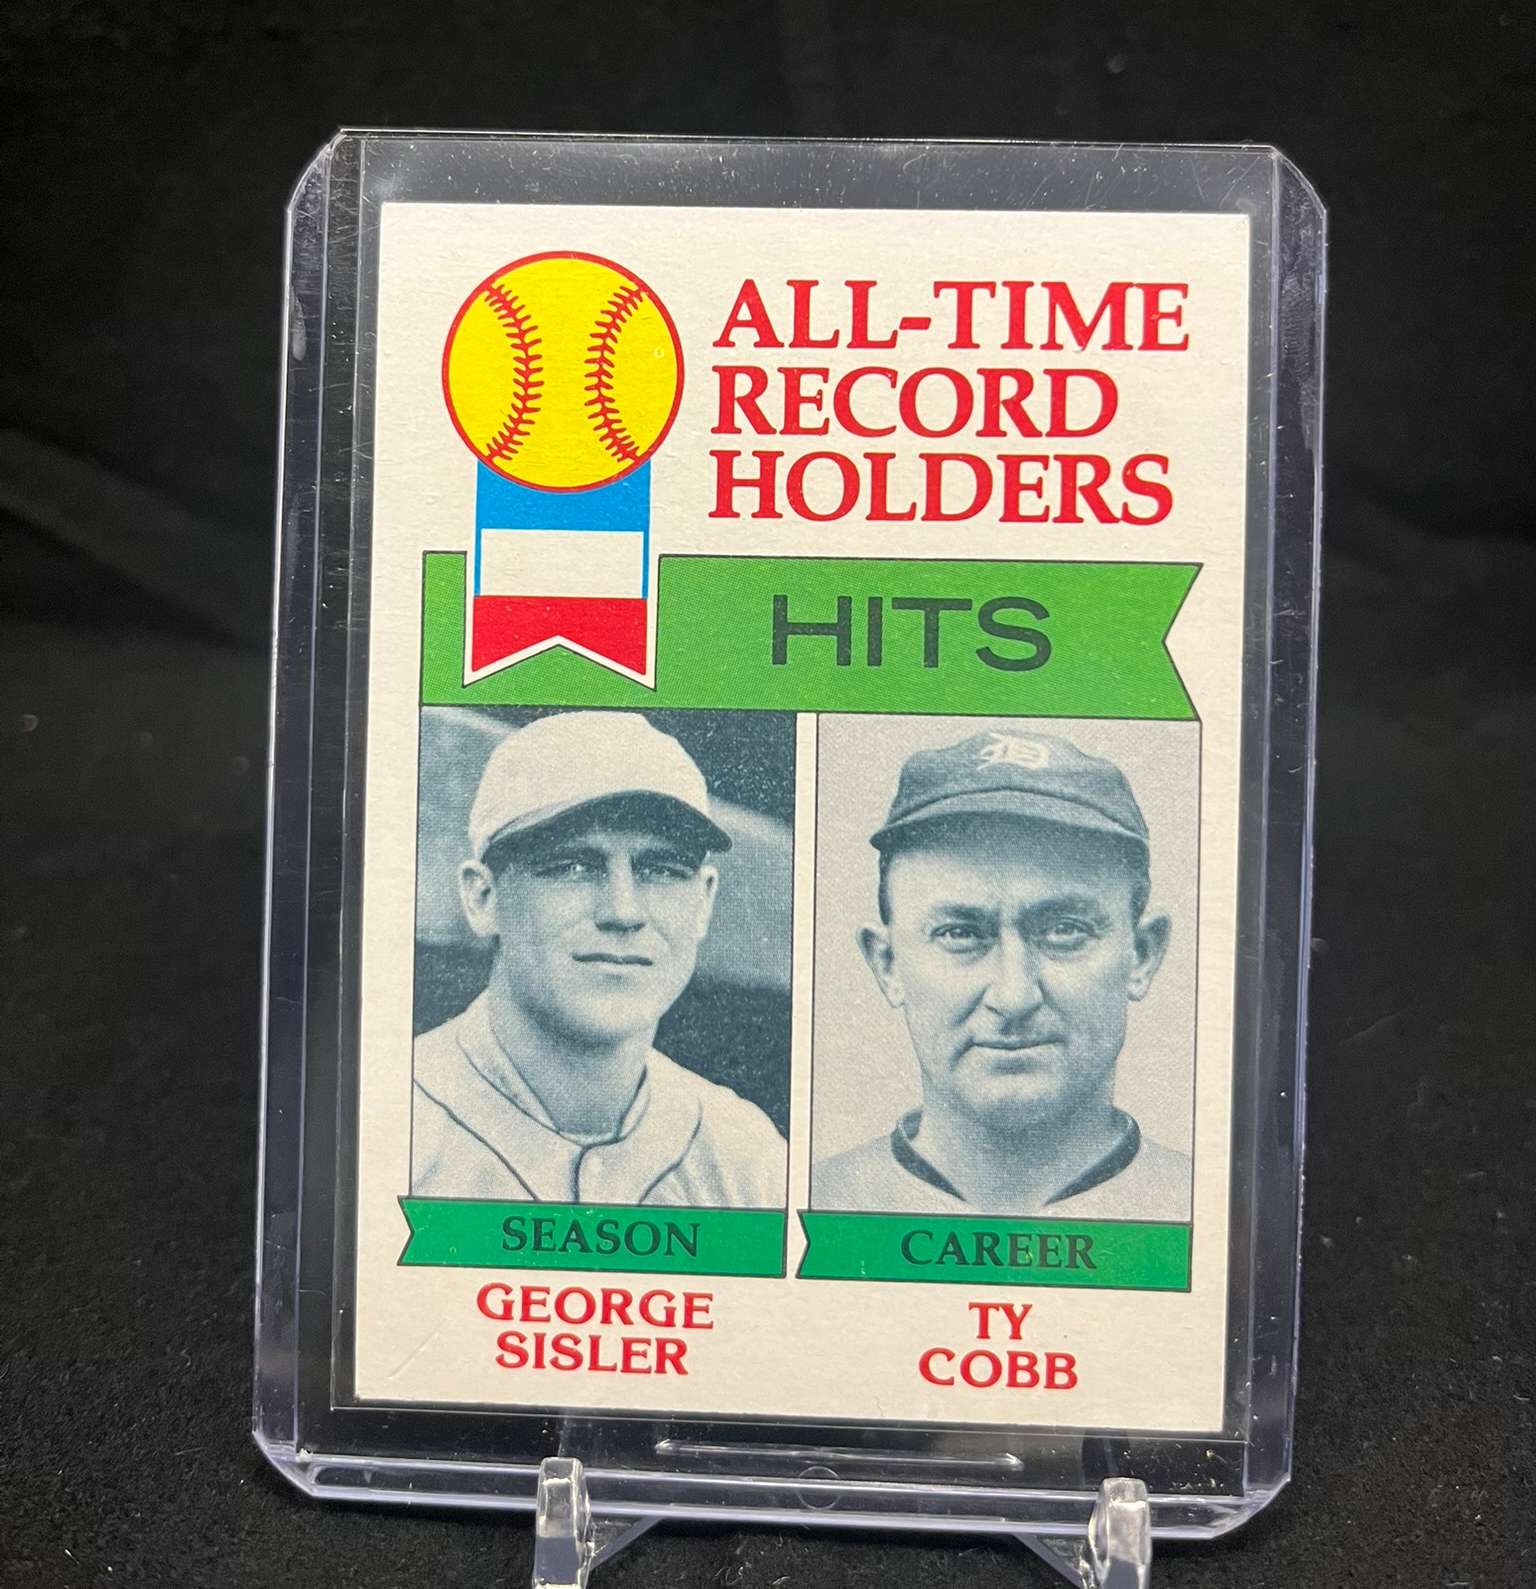 ALL-TIME
RECORD
HOLDERS
HITS
D
SEASON
CAREER
GEORGE
SISLER
TY
COBB